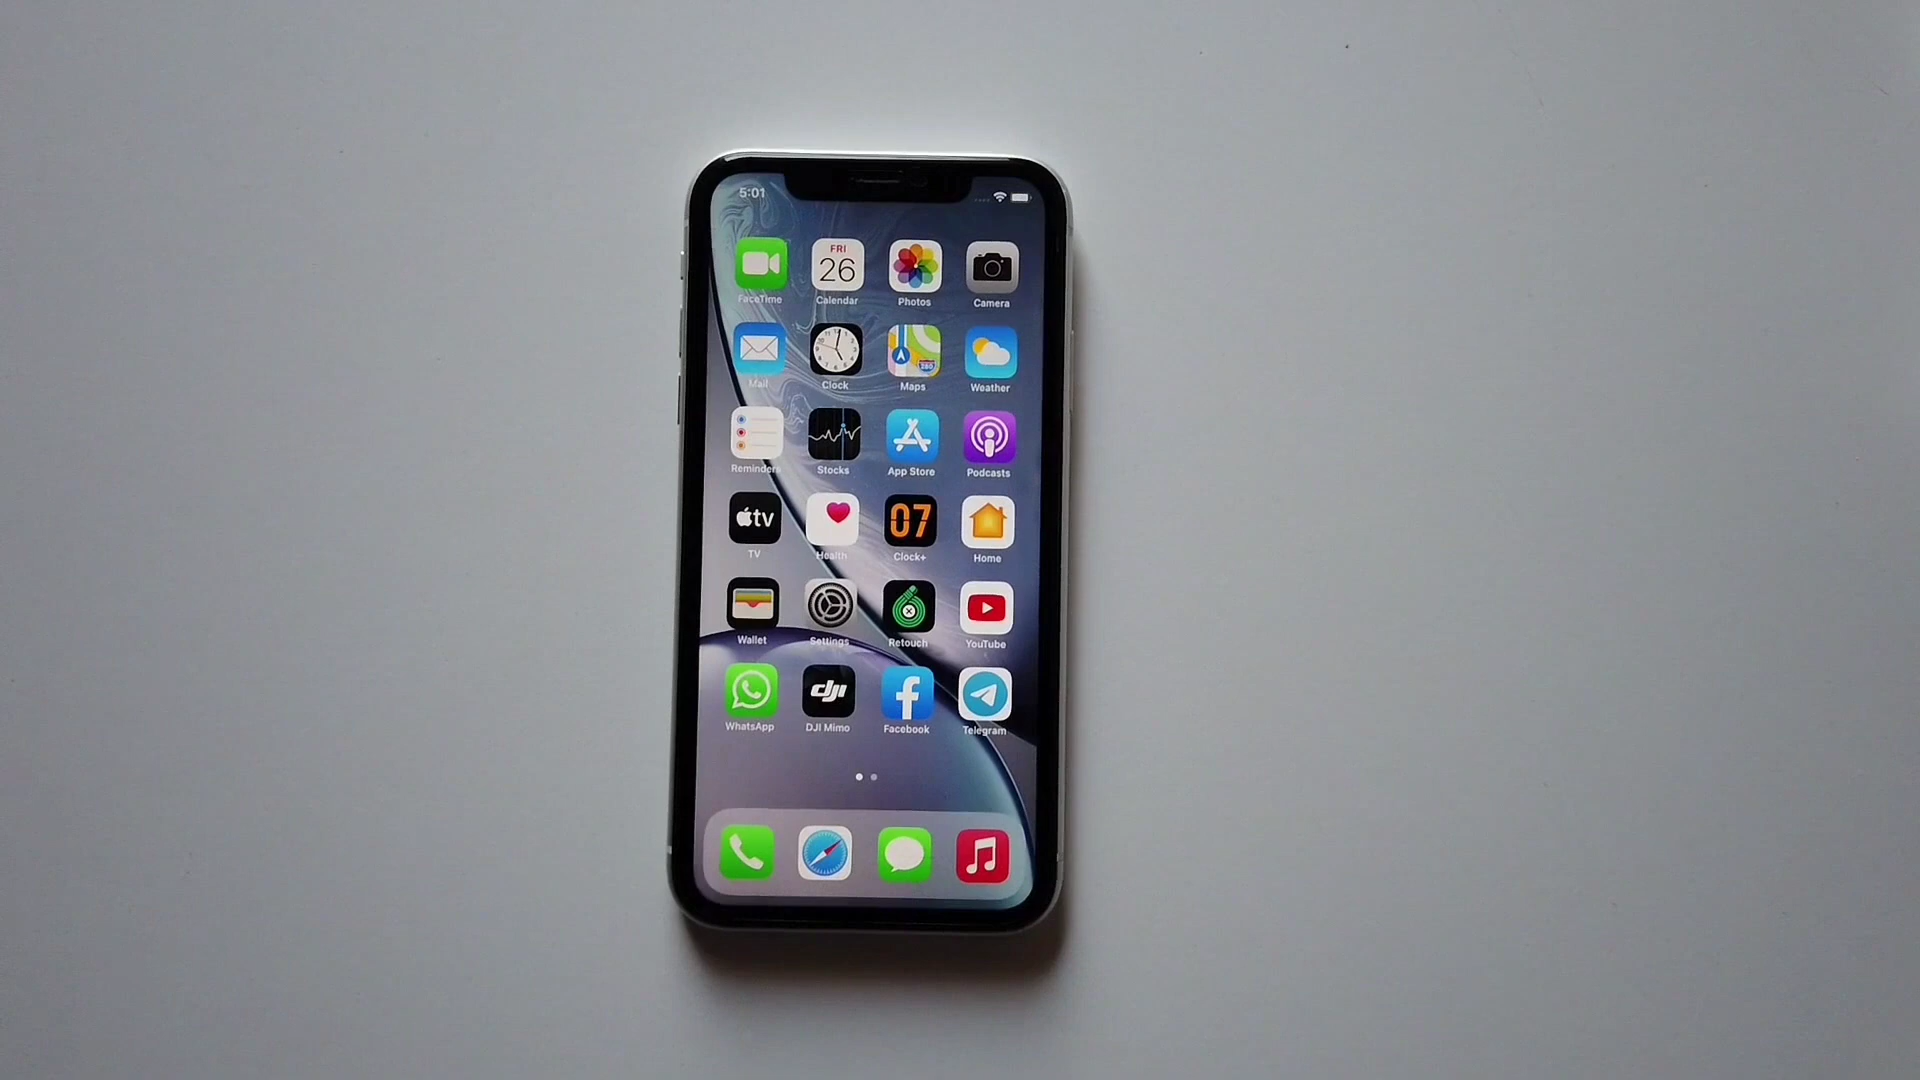 5:01
FRI
26
FaceTime Calendar Photos Camera
280
Mail Clock Maps Weather
Reminders Stocks App Store Podcasts
tv 07
TV Health Clock+ Home
Wallet Settings Retouch YouTube
dji f
WhatsApp DJI Mimo Facebook Telegram